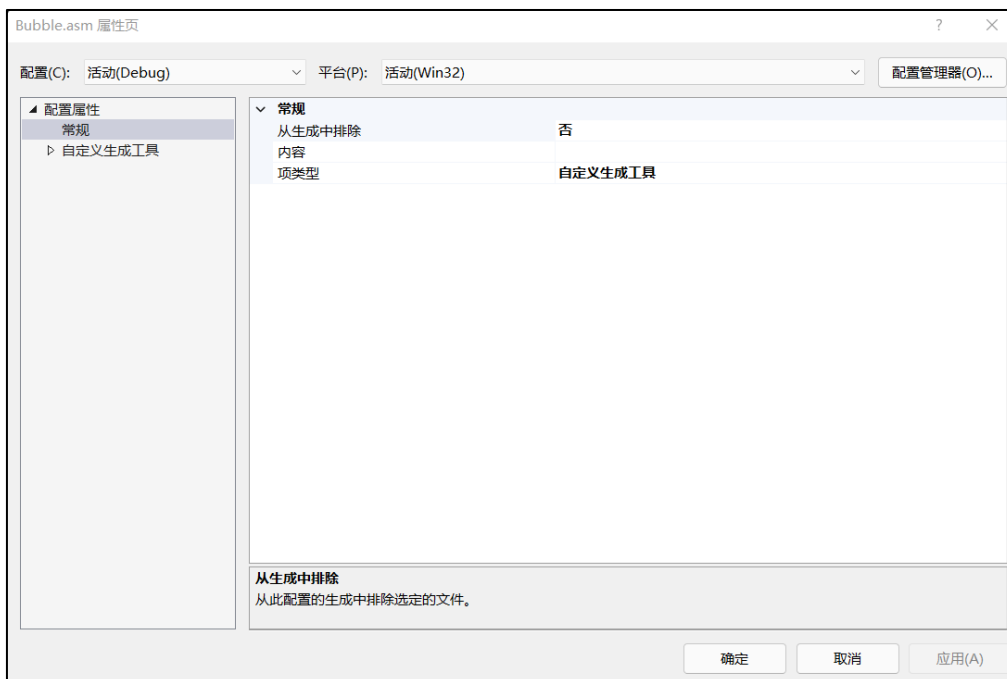 Bubble.asm 属性页 ?
配置(C): 活动(Debug) 平台(P): 活动(Win32) 配置管理器(O)...
配置属性
常规
自定义生成工具
常规
从生成中排除 否
内容
项类型 自定义生成工具
从生成中排除
从此配置的生成中排除选定的文件。
确定 取消 应用(A)